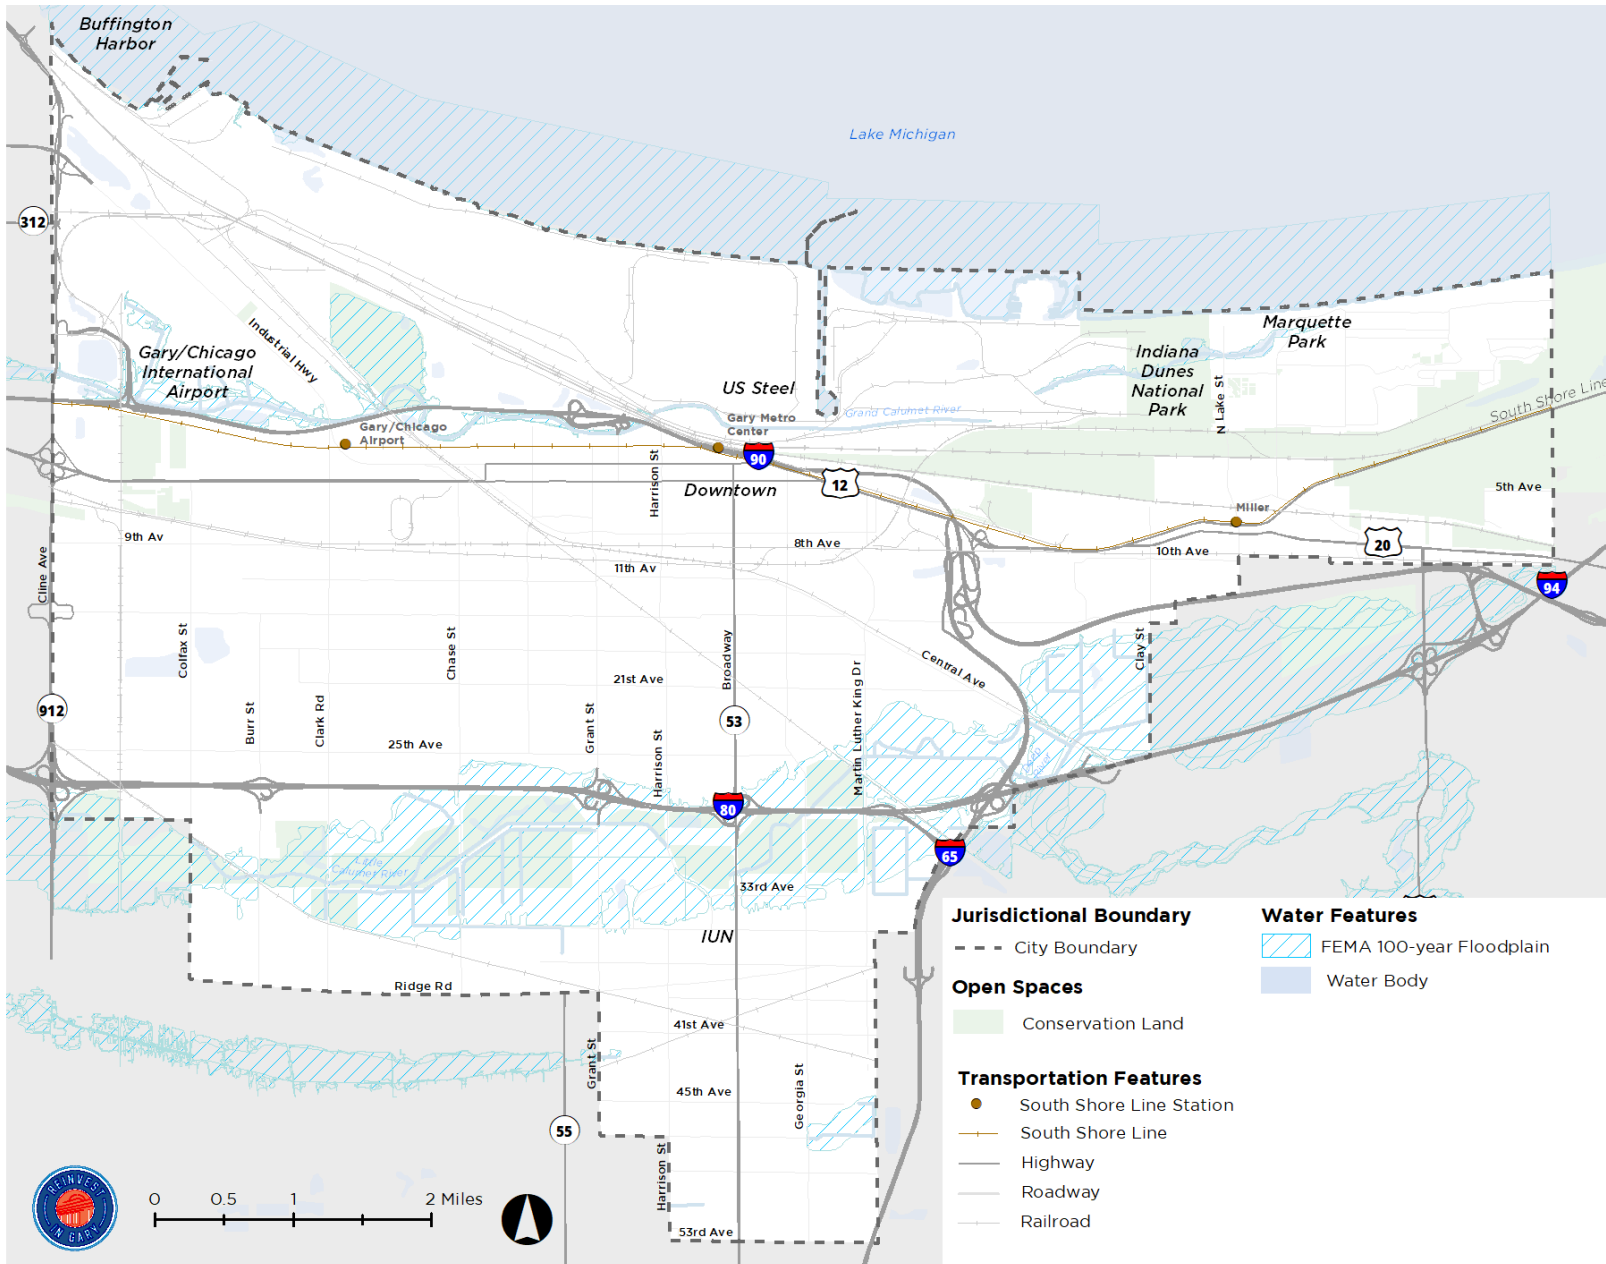 Buffington
Harbor
Lake Michigan
312
Industrial Hwy
Gary/Chicago
International
Airport
Marquette
Park
Indiana
Dunes
National
Park
N Lake St
South Shore Line
US Steel
Grand Calumet River
Gary Metro
Center
Gary/Chicago
Airport
90
12
Harrison St
Downtown
5th Ave
Miller
9th Av
8th Ave
10th Ave
20
11th Av
Cline Ave
94
Colfax St
Chase St
Broadway
Central Ave
Clay St
21st Ave
Martin Luther King Dr
912
Burr St
Clark Rd
Grant St
53
25th Ave
Harrison St
80
65
Little
Calumet River
33rd Ave
IUN
Ridge Rd
41st Ave
Grant St
45th Ave
Georgia St
55
Harrison St
53rd Ave
REINVEST
IN GARY
0 0.5 1 2 Miles
Jurisdictional Boundary
City Boundary
Open Spaces
Conservation Land
Water Features
FEMA 100-year Floodplain
Water Body
Transportation Features
South Shore Line Station
South Shore Line
Highway
Roadway
Railroad